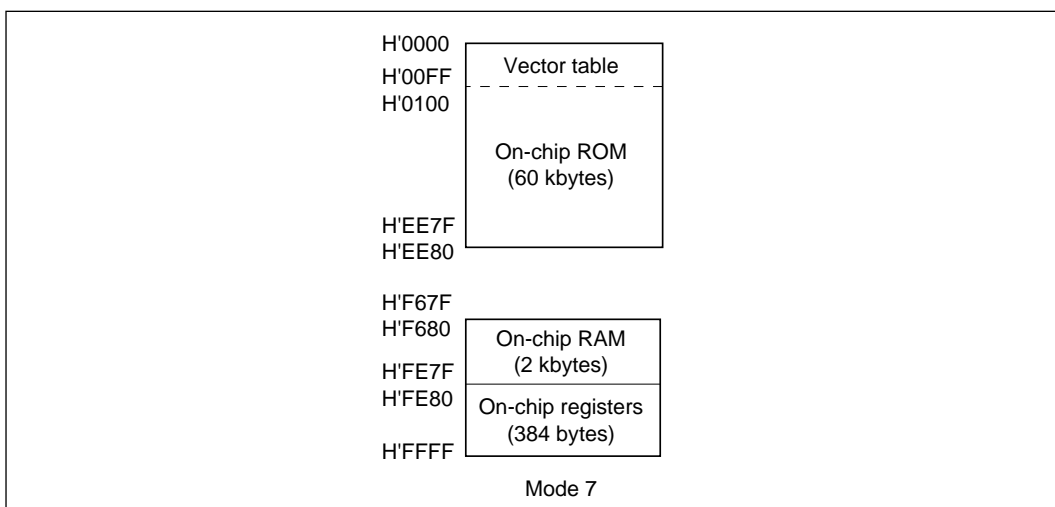 H'0000
Vector table
H'00FF
H'0100
On-chip ROM
(60 kbytes)
H'EE7F
H'EE80
H'F67F
H'F680
On-chip RAM
(2 kbytes)
H'FE7F
H'FE80
On-chip registers
(384 bytes)
H'FFFF
Mode 7